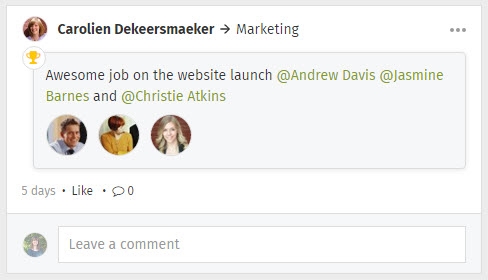 Carolien Dekeersmaeker → Marketing
Awesome job on the website launch @Andrew Davis @Jasmine
Barnes and @Christie Atkins
5 days • Like • 0
Leave a comment